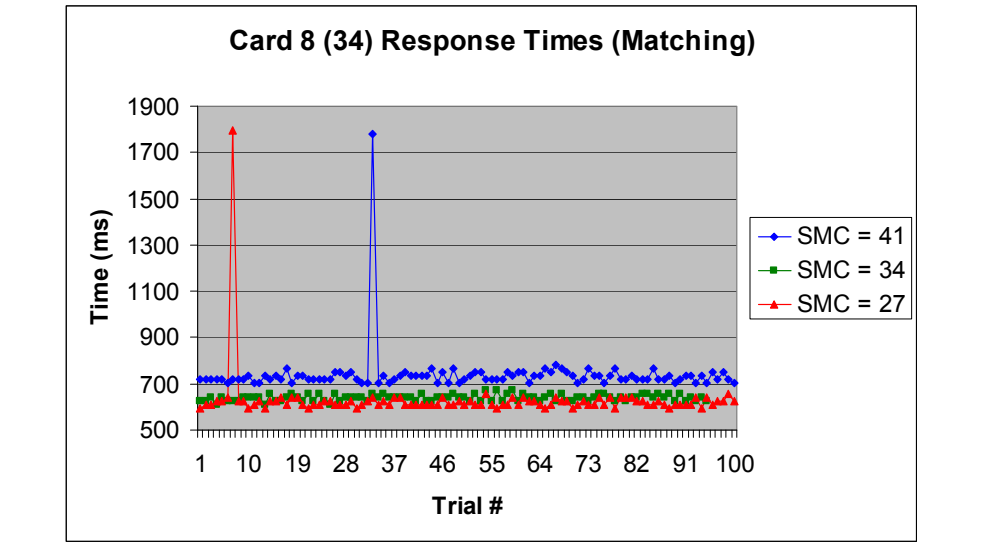 Card 8 (34) Response Times (Matching)
1900
1700
1500
1300
1100
900
700
500
Time (ms)
1 10 19 28 37 46 55 64 73 82 91 100
Trial #
SMC = 41
SMC = 34
SMC = 27